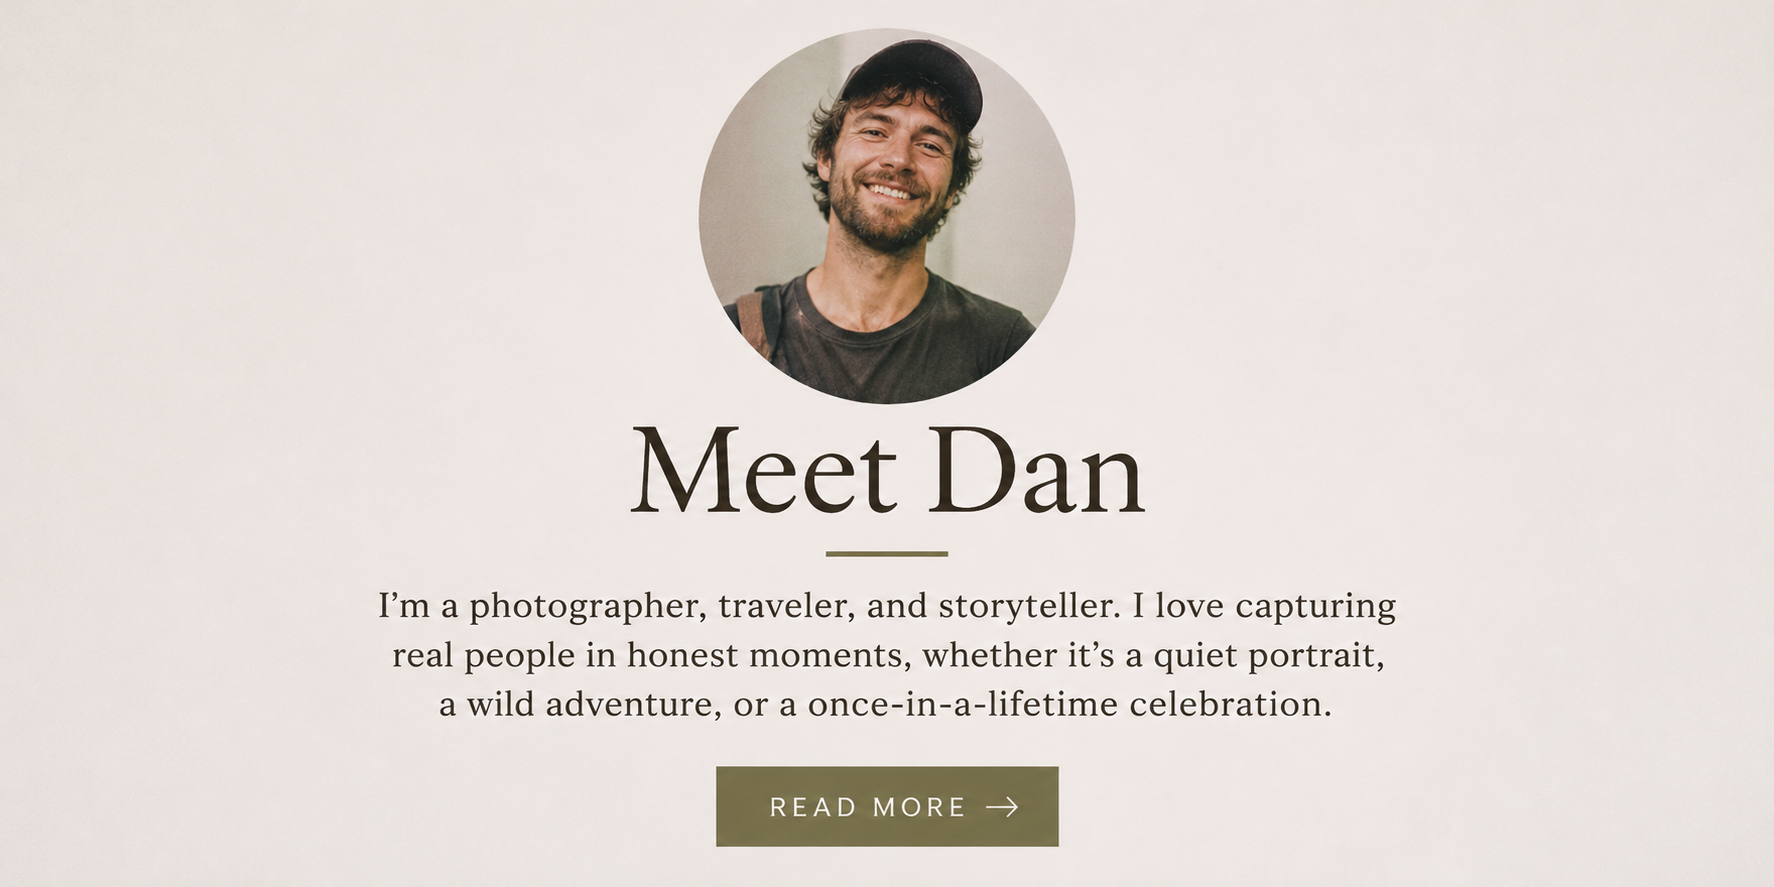 Meet Dan
I’m a photographer, traveler, and storyteller. I love capturing
real people in honest moments, whether it’s a quiet portrait,
a wild adventure, or a once-in-a-lifetime celebration.
READ MORE →